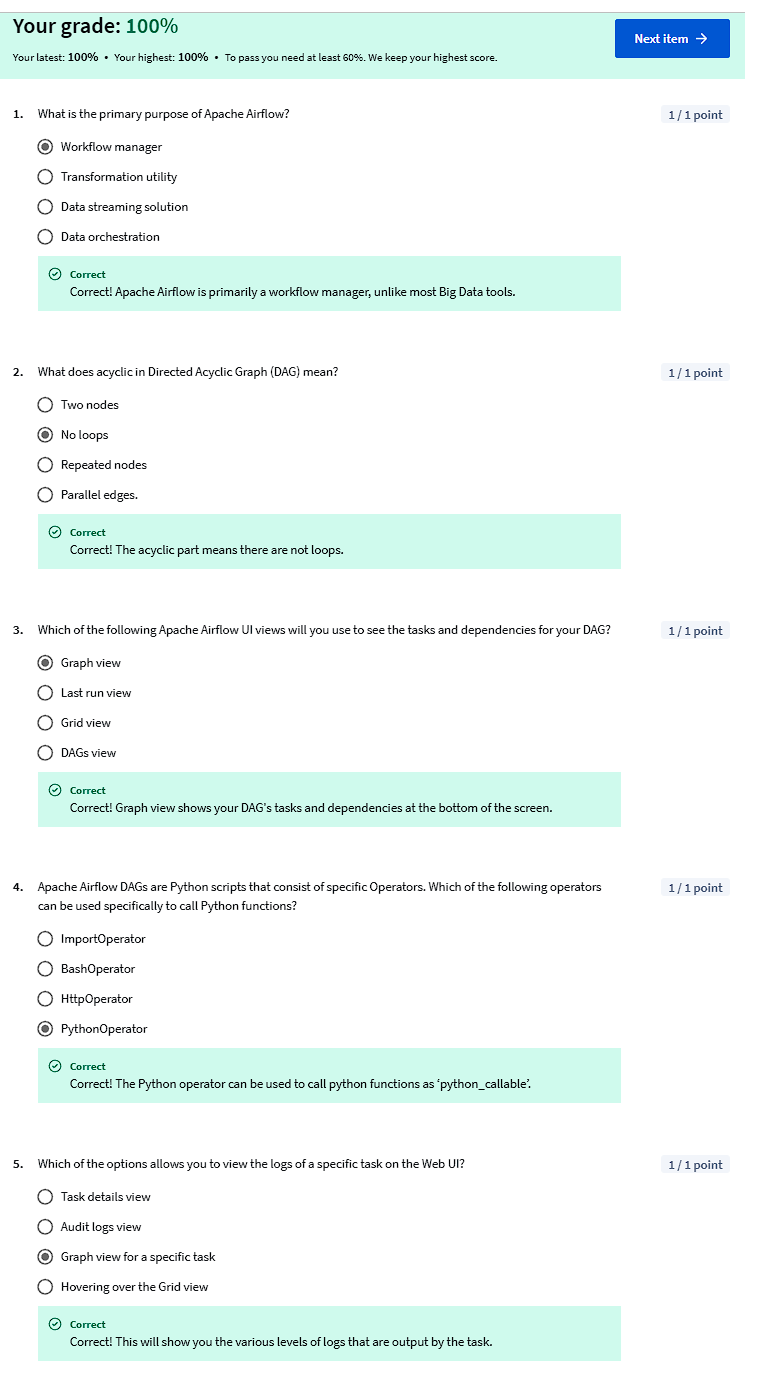 Your grade: 100%
Next item →
Your latest: 100% • Your highest: 100% • To pass you need at least 60%. We keep your highest score.
1. What is the primary purpose of Apache Airflow?
1 / 1 point
Workflow manager
Transformation utility
Data streaming solution
Data orchestration
Correct
Correct! Apache Airflow is primarily a workflow manager, unlike most Big Data tools.
2. What does acyclic in Directed Acyclic Graph (DAG) mean?
1 / 1 point
Two nodes
No loops
Repeated nodes
Parallel edges.
Correct
Correct! The acyclic part means there are not loops.
3. Which of the following Apache Airflow UI views will you use to see the tasks and dependencies for your DAG?
1 / 1 point
Graph view
Last run view
Grid view
DAGs view
Correct
Correct! Graph view shows your DAG's tasks and dependencies at the bottom of the screen.
4. Apache Airflow DAGs are Python scripts that consist of specific Operators. Which of the following operators
1 / 1 point
can be used specifically to call Python functions?
ImportOperator
BashOperator
HttpOperator
PythonOperator
Correct
Correct! The Python operator can be used to call python functions as ‘python_callable’.
5. Which of the options allows you to view the logs of a specific task on the Web UI?
1 / 1 point
Task details view
Audit logs view
Graph view for a specific task
Hovering over the Grid view
Correct
Correct! This will show you the various levels of logs that are output by the task.